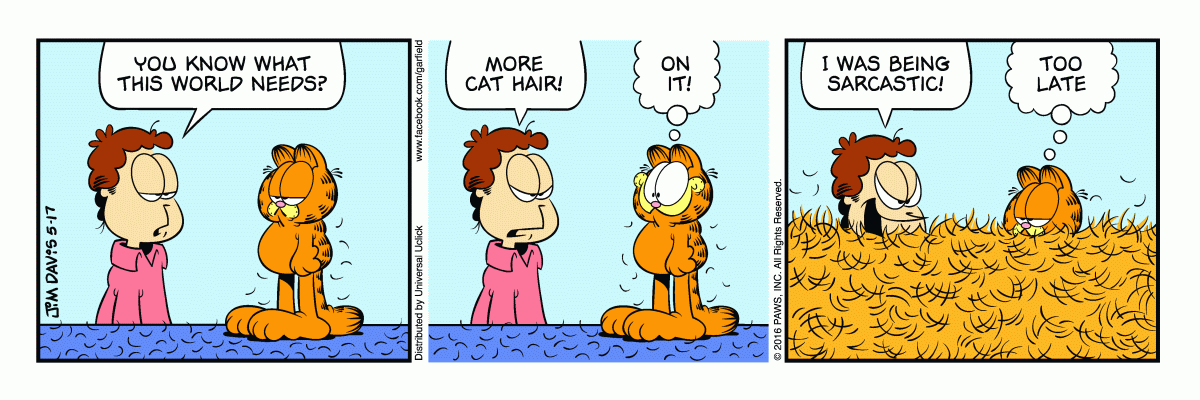 YOU KNOW WHAT
THIS WORLD NEEDS?
JIM DAVIS 5-17
www.facebook.com/garfield
Distributed by Universal Uclick
MORE
CAT HAIR!
ON
IT!
© 2016 PAWS, INC. All Rights Reserved.
I WAS BEING
SARCASTIC!
TOO
LATE